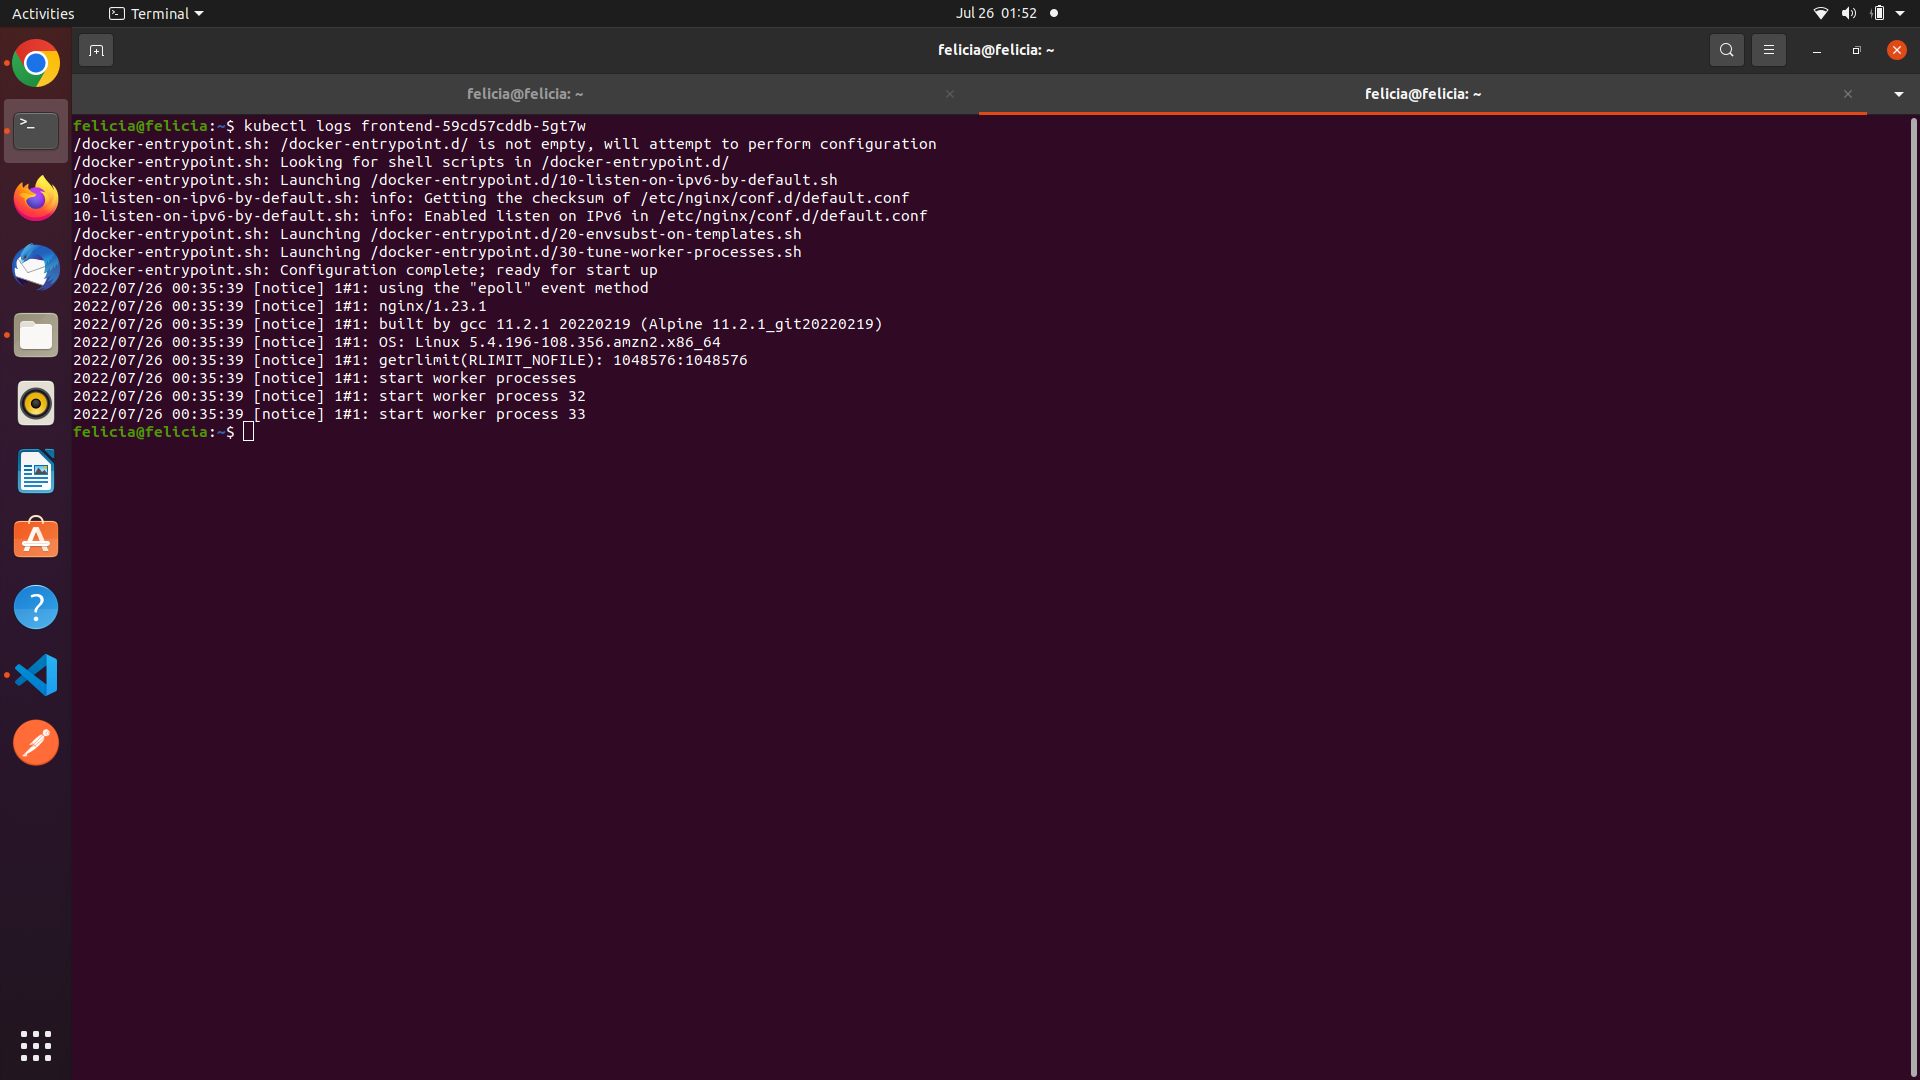 Activities Terminal Jul 26 01:52
felicia@felicia: ~
felicia@felicia: ~ felicia@felicia: ~
felicia@felicia:~$ kubectl logs frontend-59cd57cddb-5gt7w
/docker-entrypoint.sh: /docker-entrypoint.d/ is not empty, will attempt to perform configuration
/docker-entrypoint.sh: Looking for shell scripts in /docker-entrypoint.d/
/docker-entrypoint.sh: Launching /docker-entrypoint.d/10-listen-on-ipv6-by-default.sh
10-listen-on-ipv6-by-default.sh: info: Getting the checksum of /etc/nginx/conf.d/default.conf
10-listen-on-ipv6-by-default.sh: info: Enabled listen on IPv6 in /etc/nginx/conf.d/default.conf
/docker-entrypoint.sh: Launching /docker-entrypoint.d/20-envsubst-on-templates.sh
/docker-entrypoint.sh: Launching /docker-entrypoint.d/30-tune-worker-processes.sh
/docker-entrypoint.sh: Configuration complete; ready for start up
2022/07/26 00:35:39 [notice] 1#1: using the "epoll" event method
2022/07/26 00:35:39 [notice] 1#1: nginx/1.23.1
2022/07/26 00:35:39 [notice] 1#1: built by gcc 11.2.1 20220219 (Alpine 11.2.1_git20220219)
2022/07/26 00:35:39 [notice] 1#1: OS: Linux 5.4.196-108.356.amzn2.x86_64
2022/07/26 00:35:39 [notice] 1#1: getrlimit(RLIMIT_NOFILE): 1048576:1048576
2022/07/26 00:35:39 [notice] 1#1: start worker processes
2022/07/26 00:35:39 [notice] 1#1: start worker process 32
2022/07/26 00:35:39 [notice] 1#1: start worker process 33
felicia@felicia:~$